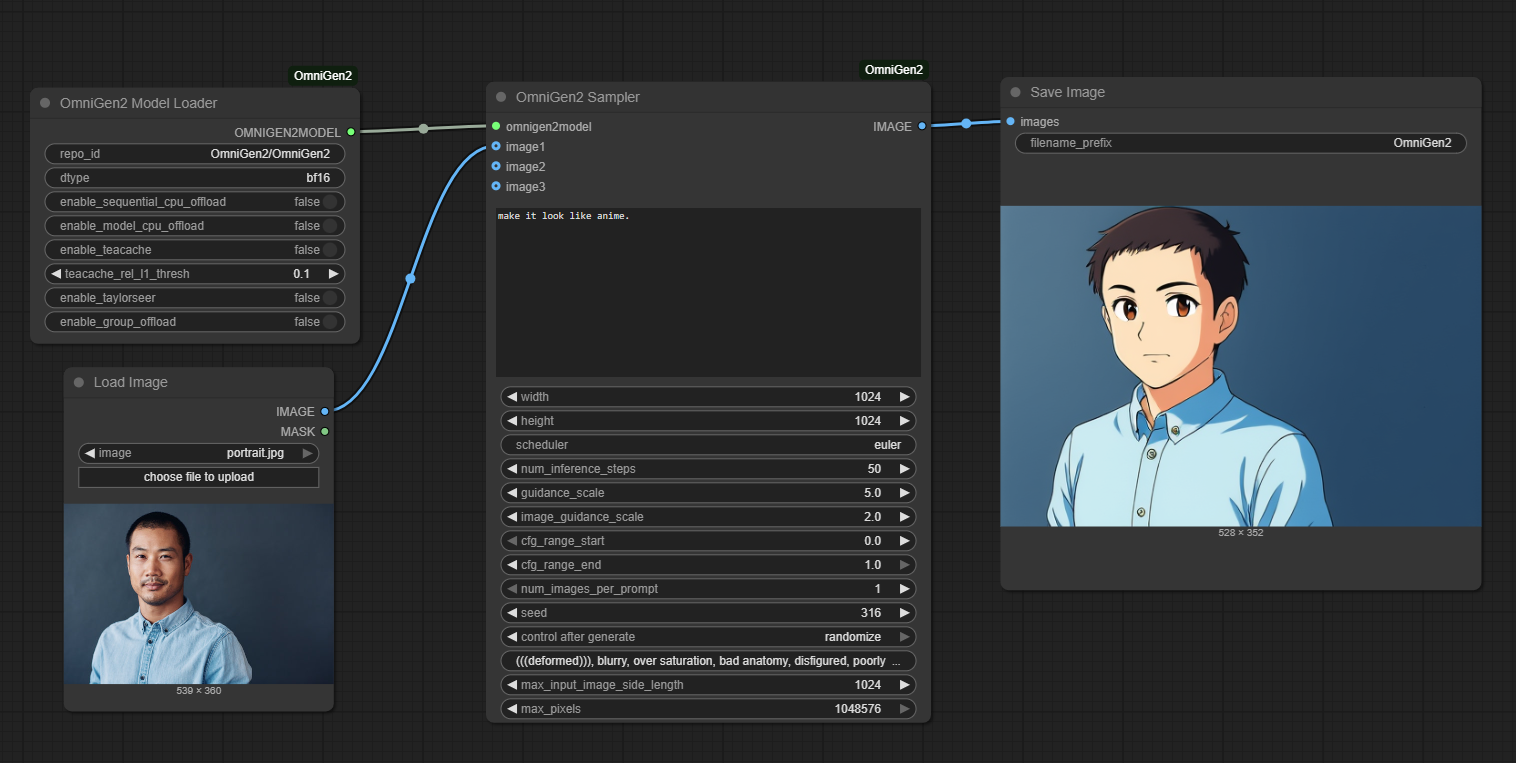 OmniGen2
OmniGen2 Model Loader
OMNIGEN2MODEL
repo_id OmniGen2/OmniGen2
dtype bf16
enable_sequential_cpu_offload false
enable_model_cpu_offload false
enable_teacache false
teacache_rel_l1_thresh 0.1
enable_taylorseer false
enable_group_offload false
Load Image
IMAGE
MASK
image portrait.jpg
choose file to upload
539 × 360
OmniGen2
OmniGen2 Sampler
omnigen2model IMAGE
image1
image2
image3
make it look like anime.
width 1024
height 1024
scheduler euler
num_inference_steps 50
guidance_scale 5.0
image_guidance_scale 2.0
cfg_range_start 0.0
cfg_range_end 1.0
num_images_per_prompt 1
seed 316
control after generate randomize
(((deformed))), blurry, over saturation, bad anatomy, disfigured, poorly ...
max_input_image_side_length 1024
max_pixels 1048576
Save Image
images
filename_prefix OmniGen2
528 × 352